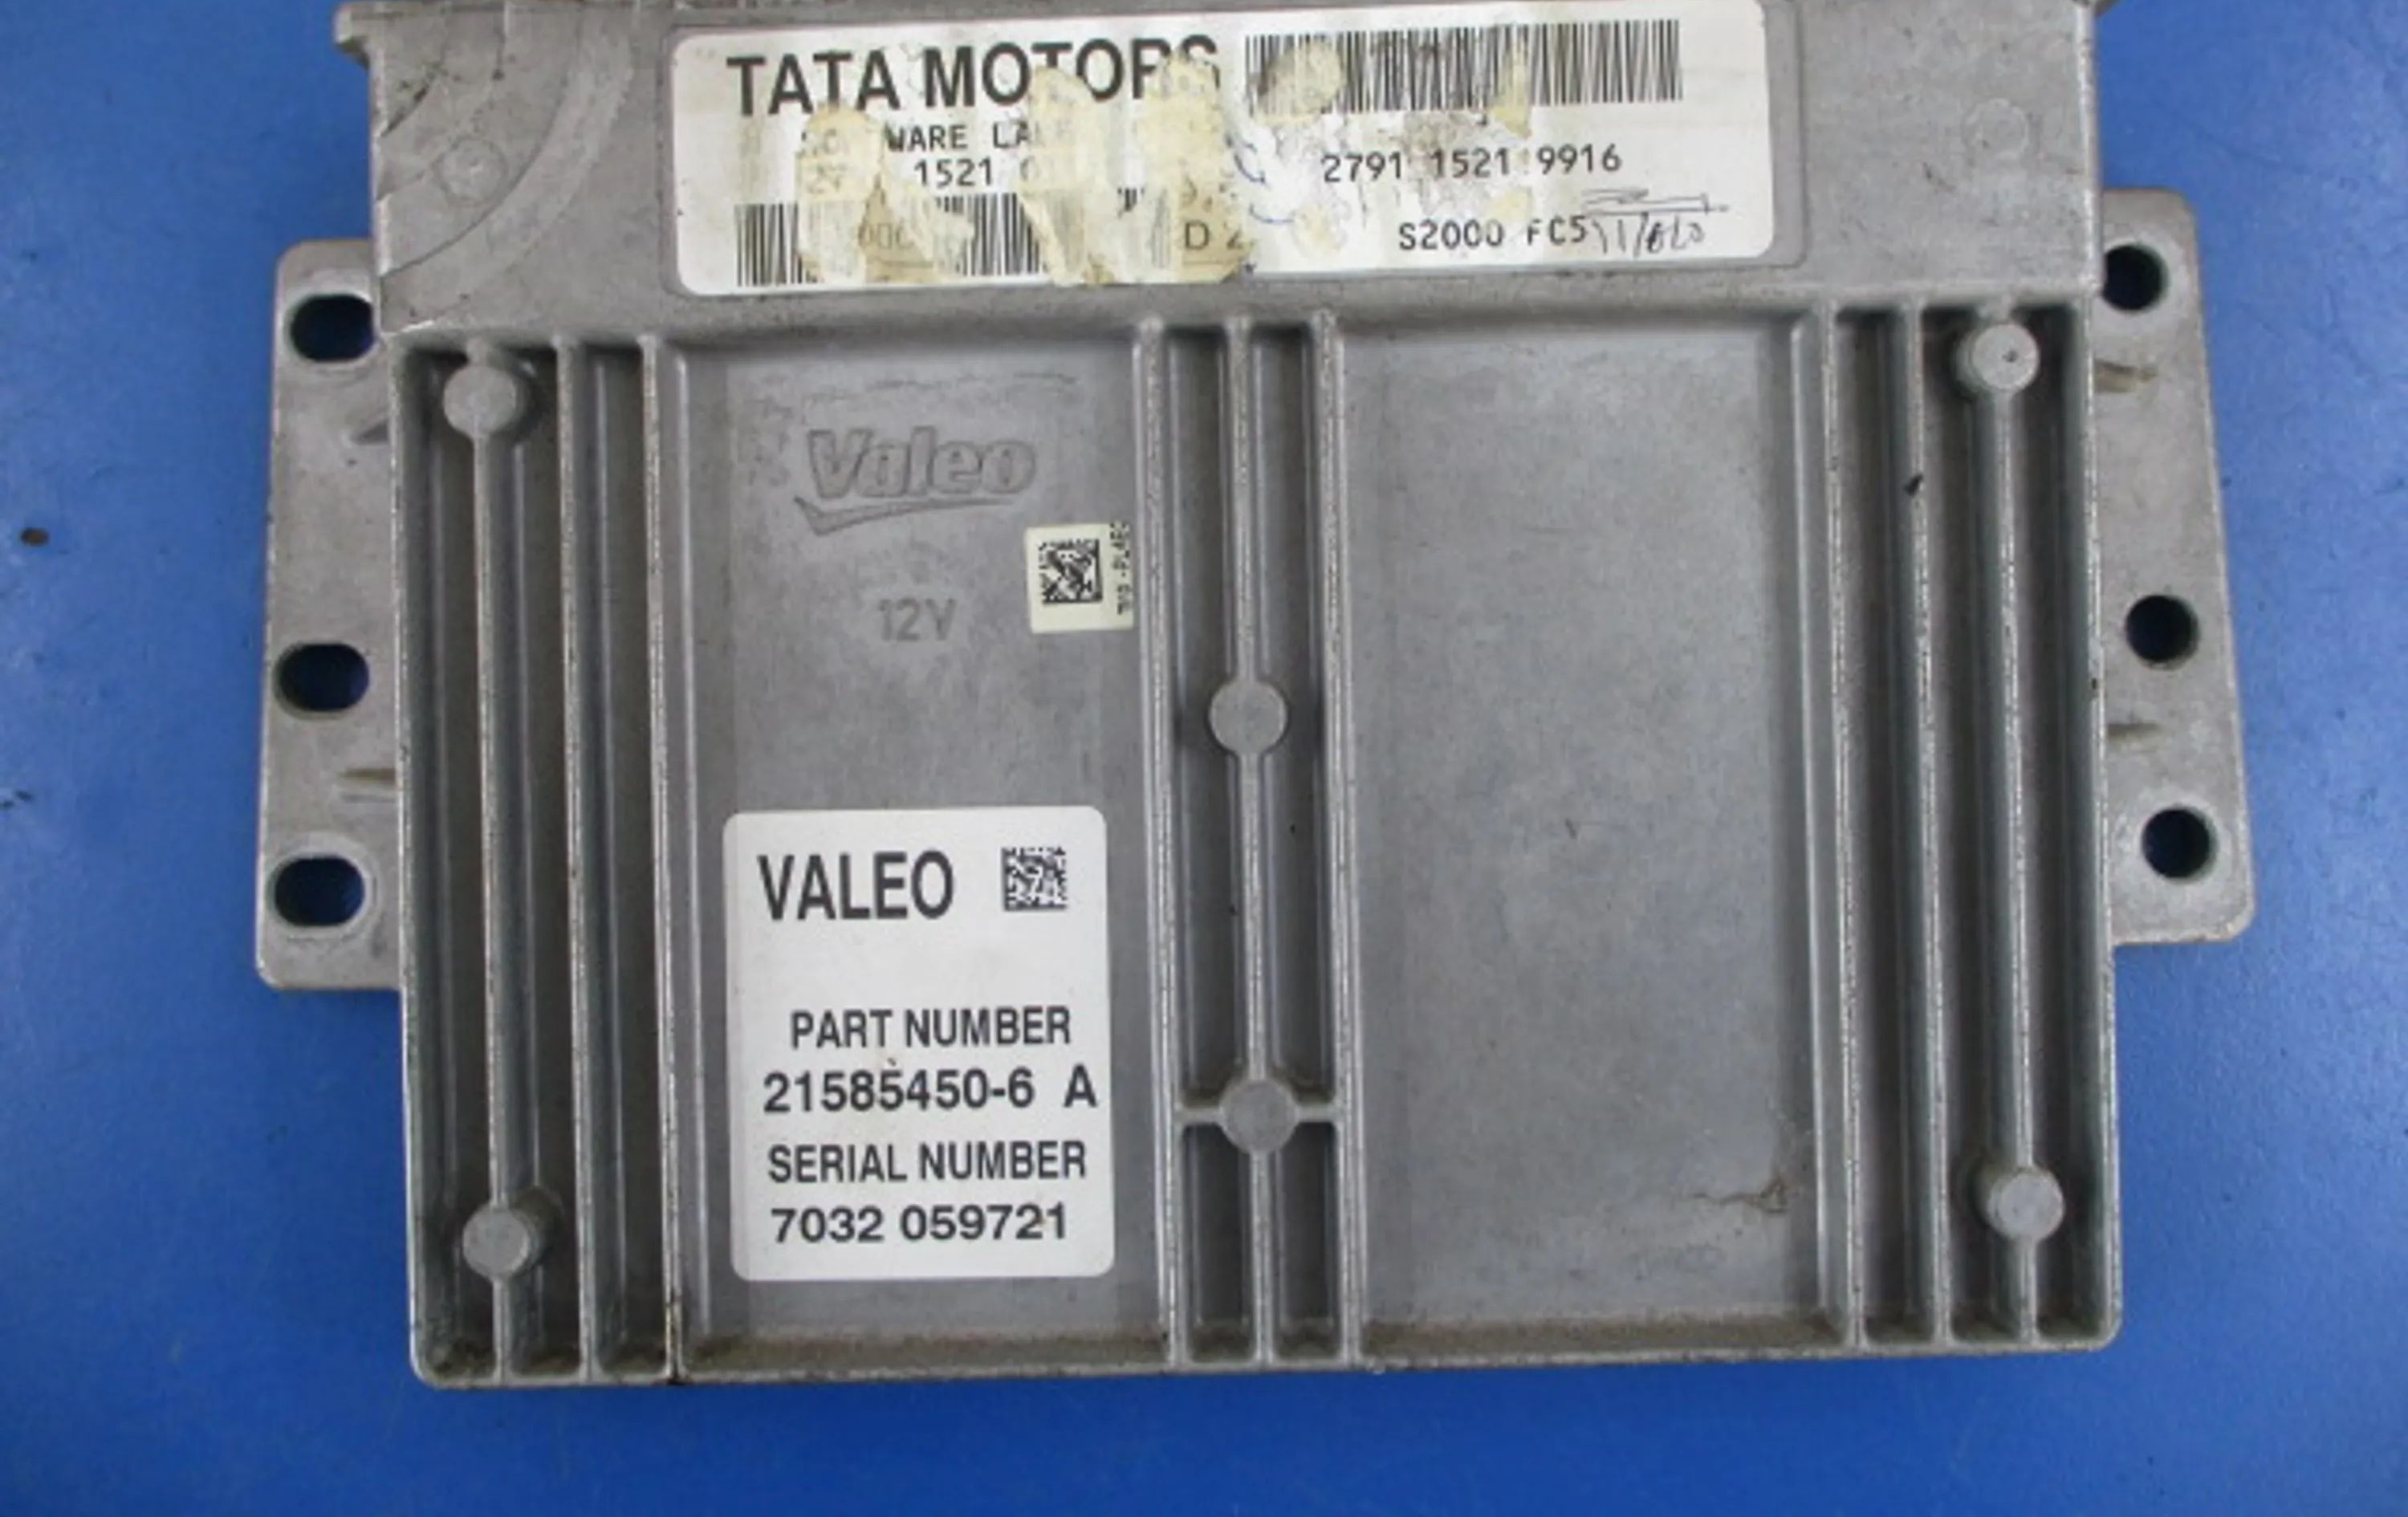 TATA MOTORS
1521
2791 1521 9916
S2000 FC5
Valeo
12V
VALEO
PART NUMBER
21585450-6 A
SERIAL NUMBER
7032 059721